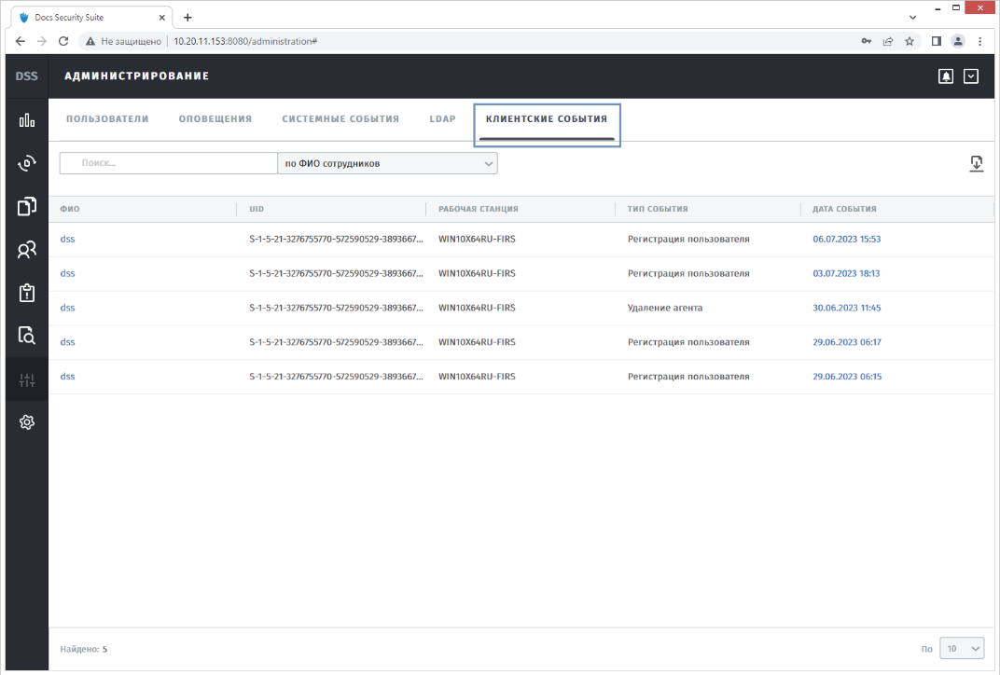 Docs Security Suite
Не защищено | 10.20.11.153:8080/administration#
DSS АДМИНИСТРИРОВАНИЕ
ПОЛЬЗОВАТЕЛИ ОПОВЕЩЕНИЯ СИСТЕМНЫЕ СОБЫТИЯ LDAP КЛИЕНТСКИЕ СОБЫТИЯ
Поиск... по ФИО сотрудников
ФИО UID РАБОЧАЯ СТАНЦИЯ ТИП СОБЫТИЯ ДАТА СОБЫТИЯ
dss S-1-5-21-3276755770-572590529-3893667... WIN10X64RU-FIRS Регистрация пользователя 06.07.2023 15:53
dss S-1-5-21-3276755770-572590529-3893667... WIN10X64RU-FIRS Регистрация пользователя 03.07.2023 18:13
dss S-1-5-21-3276755770-572590529-3893667... WIN10X64RU-FIRS Удаление агента 30.06.2023 11:45
dss S-1-5-21-3276755770-572590529-3893667... WIN10X64RU-FIRS Регистрация пользователя 29.06.2023 06:17
dss S-1-5-21-3276755770-572590529-3893667... WIN10X64RU-FIRS Регистрация пользователя 29.06.2023 06:15
Найдено: 5 По 10